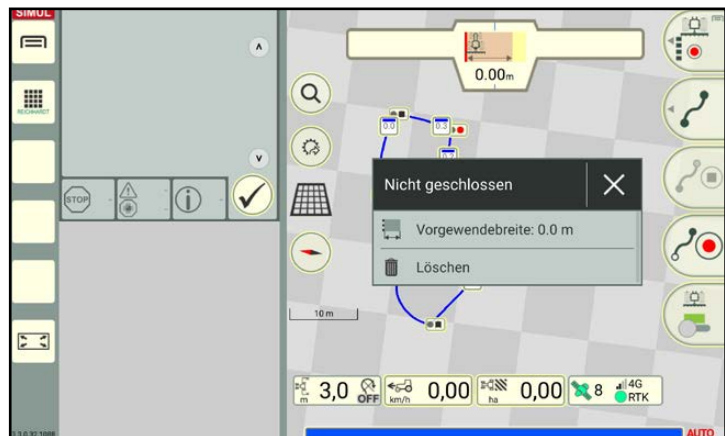 SIMUL
REICHHARDT
STOP
0.00m
0.0
0.3
Nicht geschlossen
Vorgewendebreite: 0.0 m
Löschen
10 m
m 3,0 OFF
km/h 0,00
ha 0,00
8 4G
RTK
AUTO